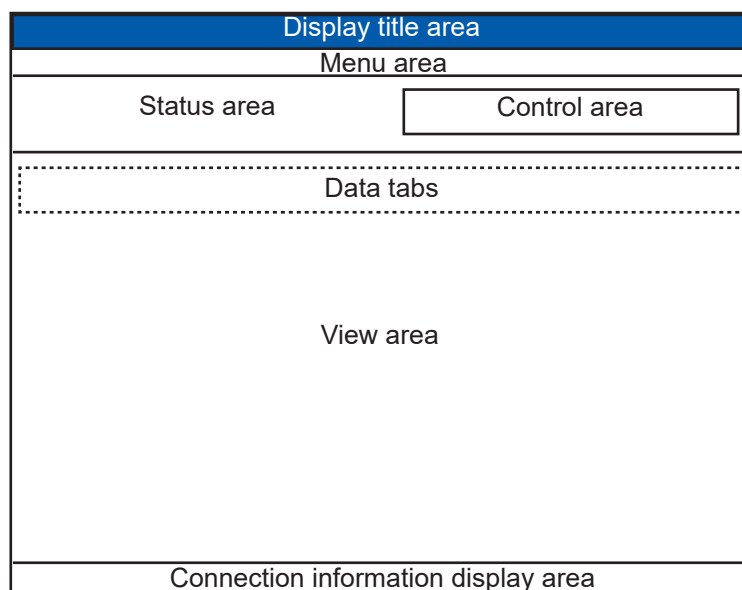 Display title area
Menu area
Status area
Control area
Data tabs
View area
Connection information display area